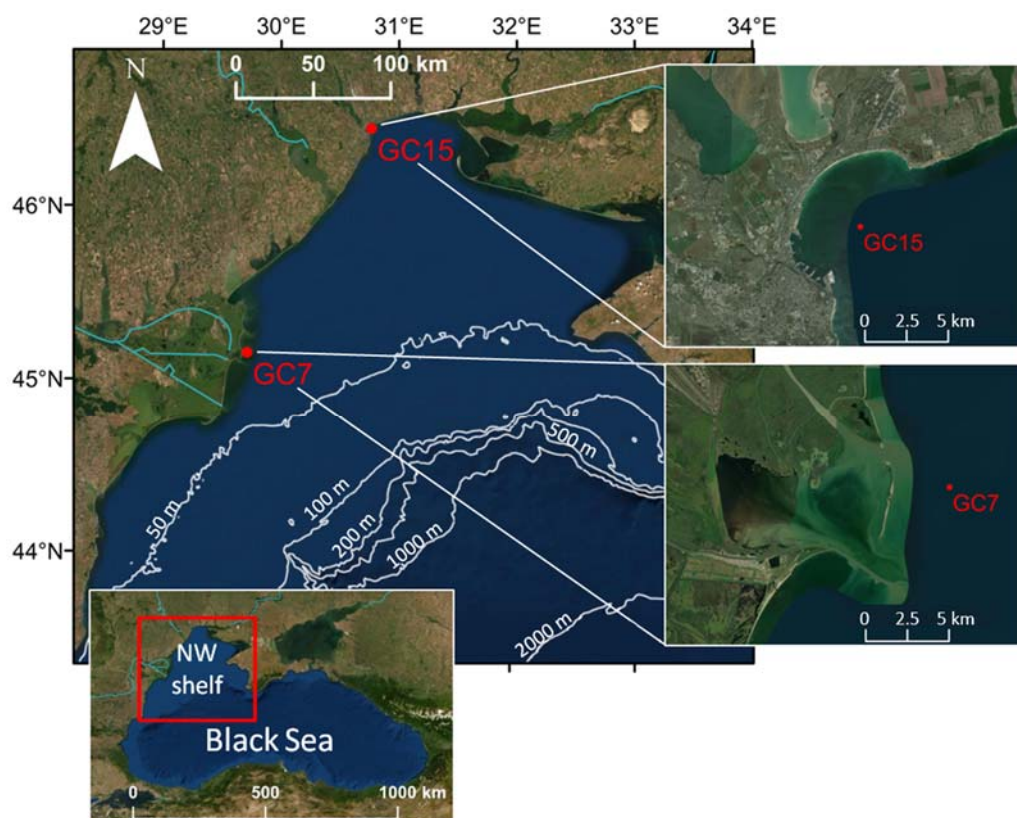 29°E 30°E 31°E 32°E 33°E 34°E
N
0 50 100 km
GC15
46°N
GC15
0 2.5 5 km
45°N
GC7
500 m
50 m
100 m
200 m
1000 m
GC7
44°N
0 2.5 5 km
2000 m
NW
shelf
Black Sea
0 500 1000 km